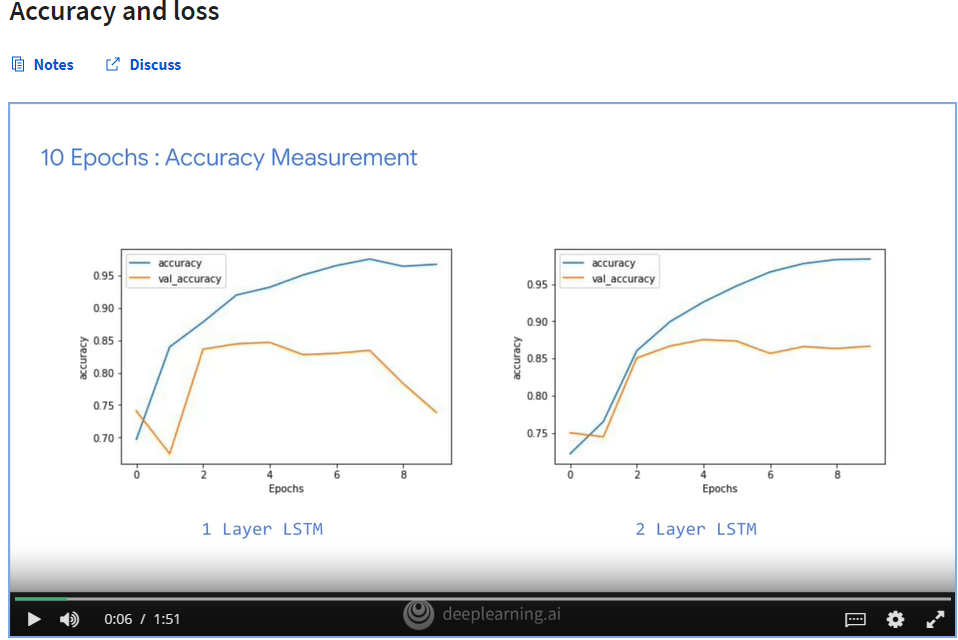 Accuracy and loss
Notes Discuss
10 Epochs : Accuracy Measurement
accuracy
val_accuracy
0.95
0.90
0.85
0.80
0.75
0.70
accuracy
0 2 4 6 8
Epochs
1 Layer LSTM
accuracy
val_accuracy
0.95
0.90
0.85
0.80
0.75
accuracy
0 2 4 6 8
Epochs
2 Layer LSTM
0:06 / 1:51
deeplearning.ai